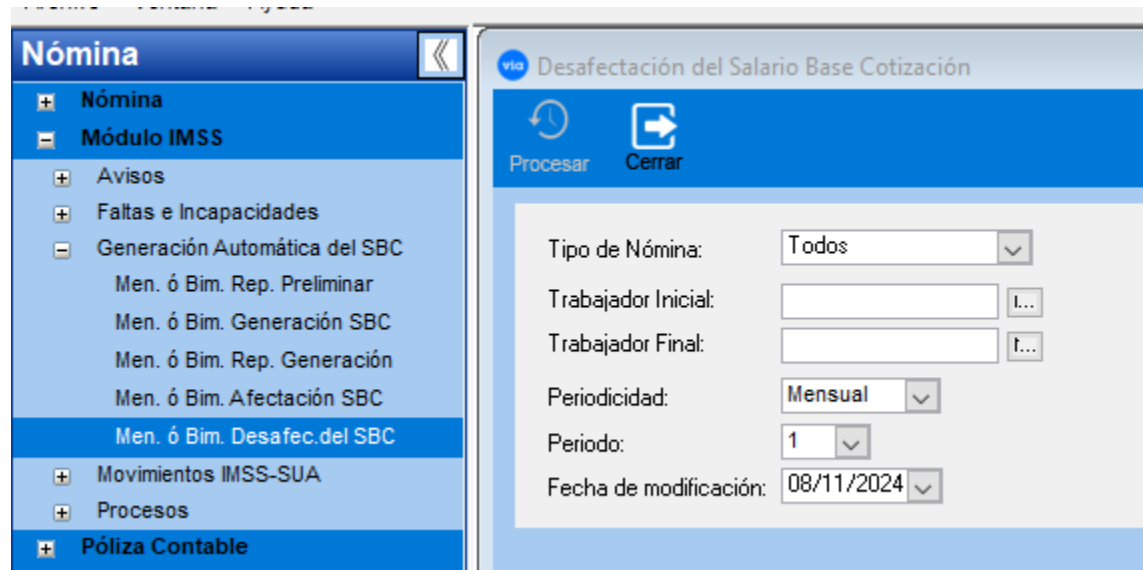 Nómina
Nómina
Módulo IMSS
Avisos
Faltas e Incapacidades
Generación Automática del SBC
Men. ó Bim. Rep. Preliminar
Men. ó Bim. Generación SBC
Men. ó Bim. Rep. Generación
Men. ó Bim. Afectación SBC
Men. ó Bim. Desafec.del SBC
Movimientos IMSS-SUA
Procesos
Póliza Contable
via Desafectación del Salario Base Cotización
Procesar Cerrar
Tipo de Nómina: Todos
Trabajador Inicial:
Trabajador Final:
Periodicidad: Mensual
Periodo: 1
Fecha de modificación: 08/11/2024